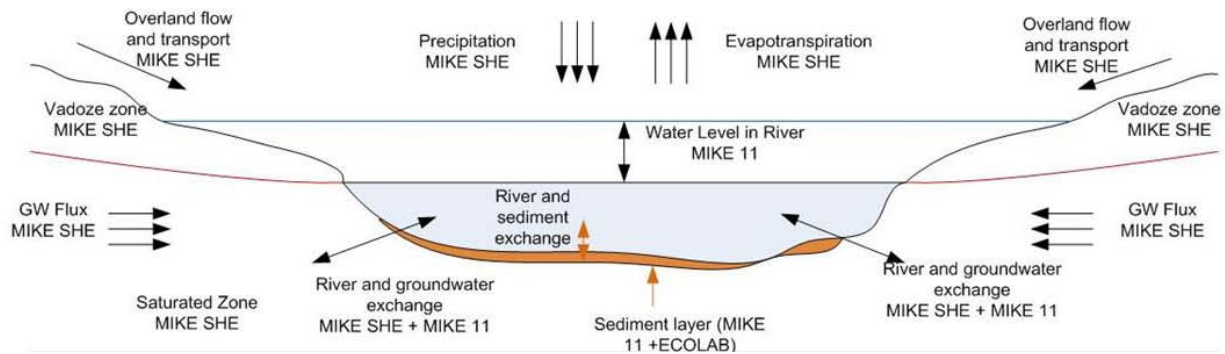 Overland flow
and transport
MIKE SHE
Precipitation
MIKE SHE
Evapotranspiration
MIKE SHE
Overland flow
and transport
MIKE SHE
Vadoze zone
MIKE SHE
Water Level in River
MIKE 11
Vadoze zone
MIKE SHE
GW Flux
MIKE SHE
River and
sediment
exchange
GW Flux
MIKE SHE
Saturated Zone
MIKE SHE
River and groundwater
exchange
MIKE SHE + MIKE 11
Sediment layer (MIKE
11 +ECOLAB)
River and groundwater
exchange
MIKE SHE + MIKE 11